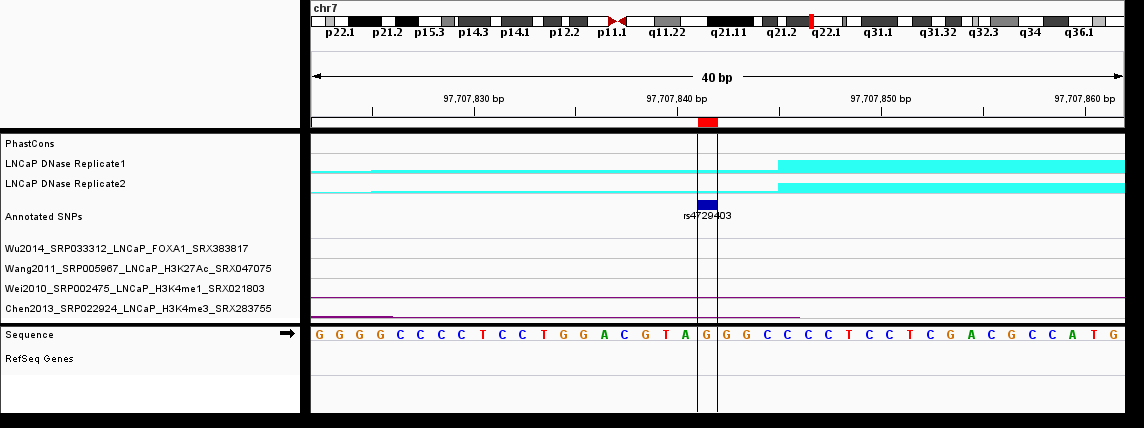 chr7
p22.1 p21.2 p15.3 p14.3 p14.1 p12.2 p11.1 q11.22 q21.11 q21.2 q22.1 q31.1 q31.32 q32.3 q34 q36.1
40 bp
97,707,830 bp 97,707,840 bp 97,707,850 bp 97,707,860 bp
PhastCons
LNCaP DNase Replicate1
LNCaP DNase Replicate2
Annotated SNPs
rs4729403
Wu2014_SRP033312_LNCaP_FOXA1_SRX383817
Wang2011_SRP005967_LNCaP_H3K27Ac_SRX047075
Wei2010_SRP002475_LNCaP_H3K4me1_SRX021803
Chen2013_SRP022924_LNCaP_H3K4me3_SRX283755
Sequence G G G G C C C C T C C T G G A C G T A G G G C C C C T C C T C G A C G C C A T G
RefSeq Genes